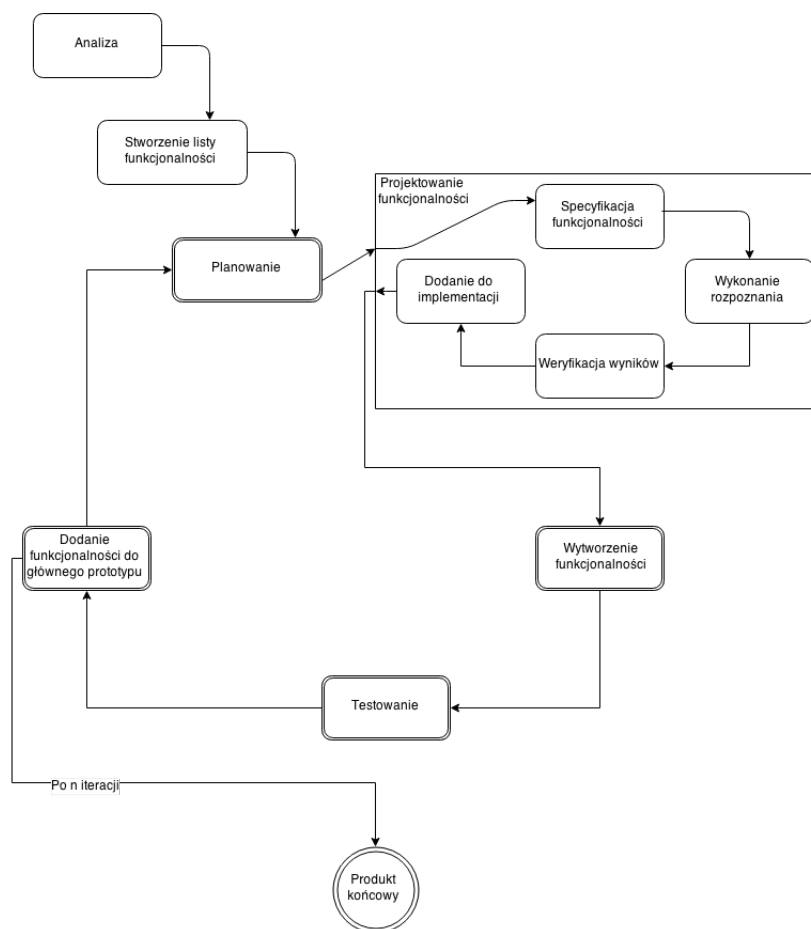 Analiza
Stworzenie listy
funkcjonalności
Projektowanie
funkcjonalności
Specyfikacja
funkcjonalności
Planowanie
Dodanie do
implementacji
Wykonanie
rozpoznania
Weryfikacja wyników
Dodanie
funkcjonalności do
głównego prototypu
Wytworzenie
funkcjonalności
Testowanie
Po n iteracji
Produkt
końcowy